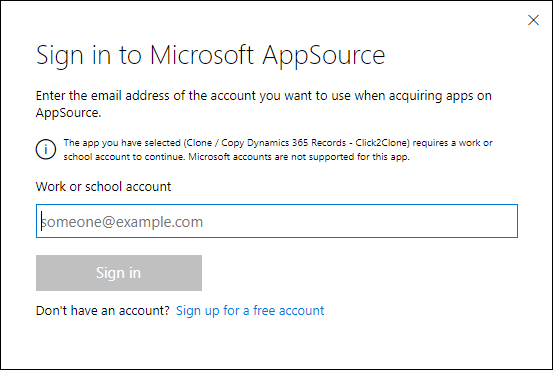 Sign in to Microsoft AppSource
Enter the email address of the account you want to use when acquiring apps on
AppSource.
The app you have selected (Clone / Copy Dynamics 365 Records - Click2Clone) requires a work or
school account to continue. Microsoft accounts are not supported for this app.
Work or school account
someone@example.com
Sign in
Don't have an account? Sign up for a free account